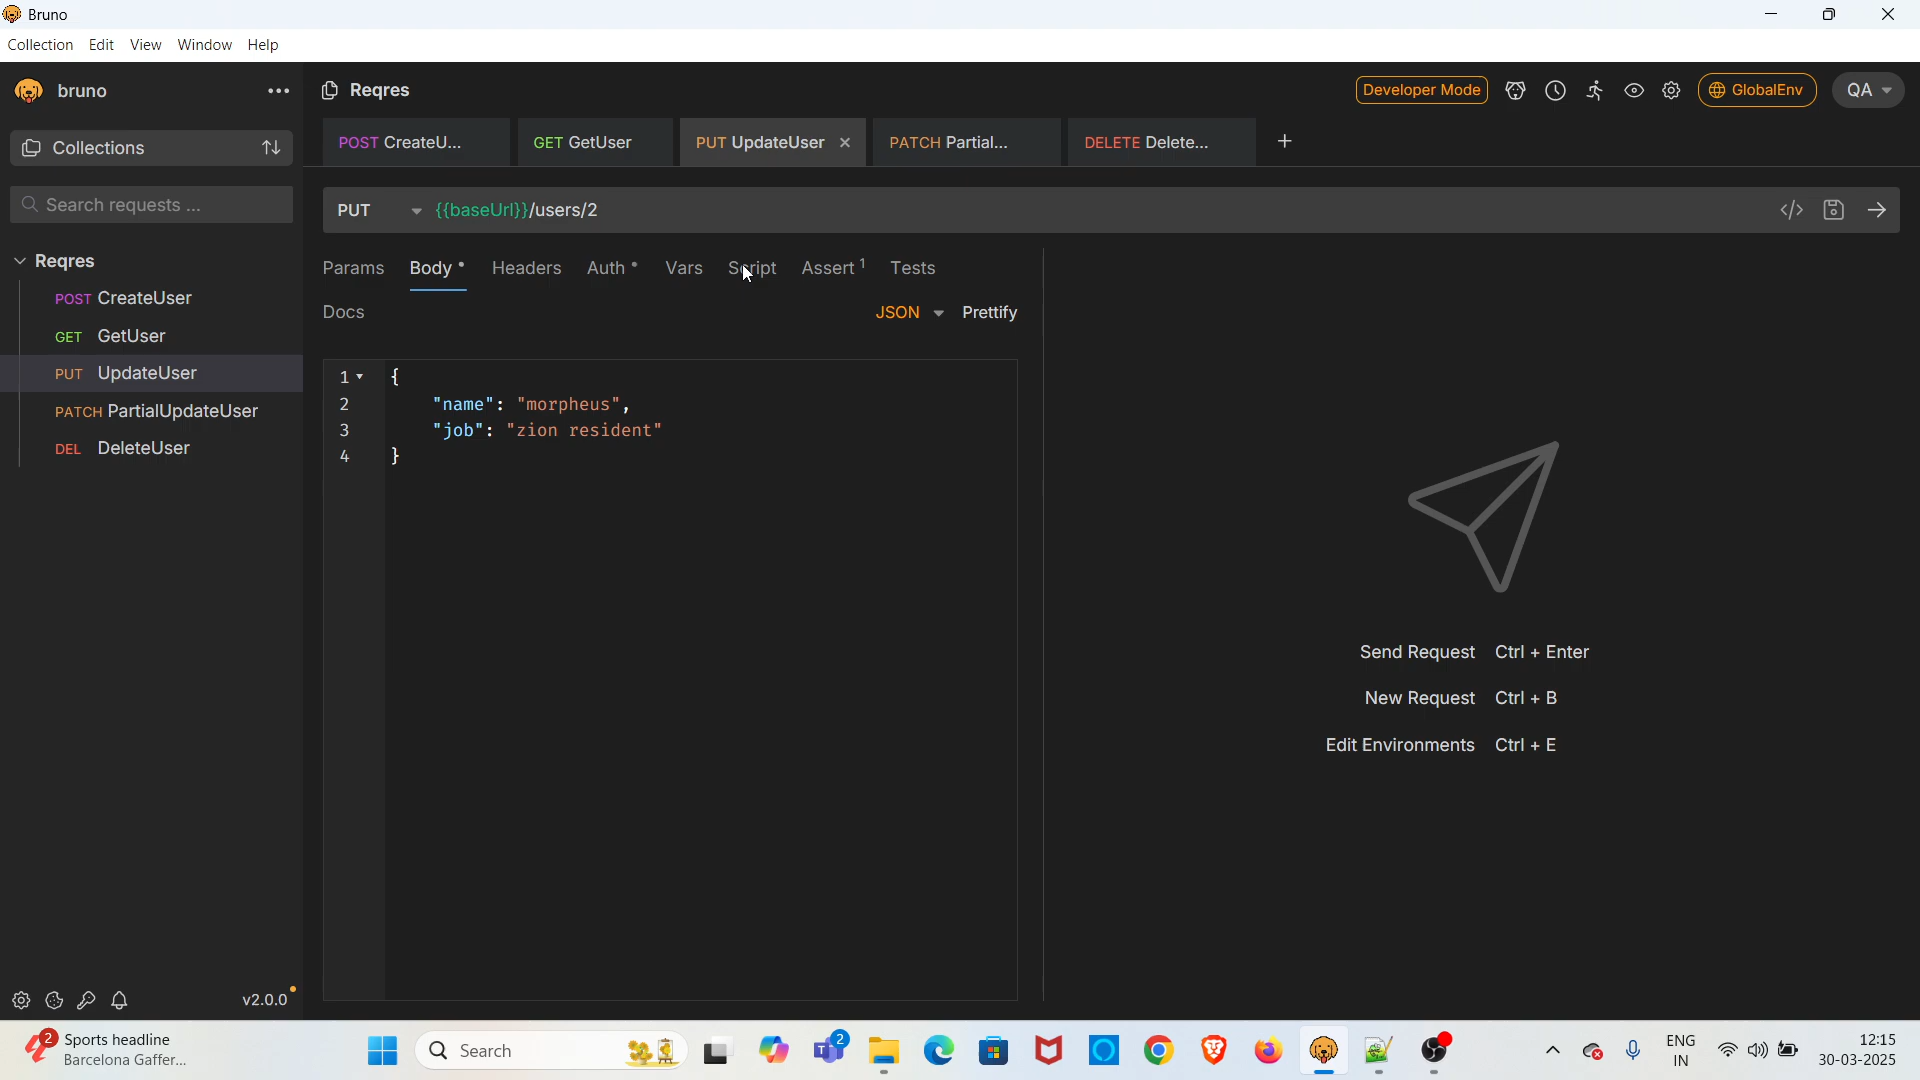 Bruno
Collection Edit View Window Help
bruno
Reqres
Developer Mode
GlobalEnv
QA
Collections
POST CreateU...
GET GetUser
PUT UpdateUser
PATCH Partial...
DELETE Delete...
Search requests ...
PUT {{baseUrl}}/users/2
Reqres
POST CreateUser
GET GetUser
PUT UpdateUser
PATCH PartialUpdateUser
DEL DeleteUser
Params Body Headers Auth Vars Script Assert 1 Tests
Docs
JSON Prettify
1 {
2 "name": "morpheus",
3 "job": "zion resident"
4 }
Send Request Ctrl + Enter
New Request Ctrl + B
Edit Environments Ctrl + E
v2.0.0
2
Sports headline
Barcelona Gaffer...
Search
2
ENG
IN
12:15
30-03-2025